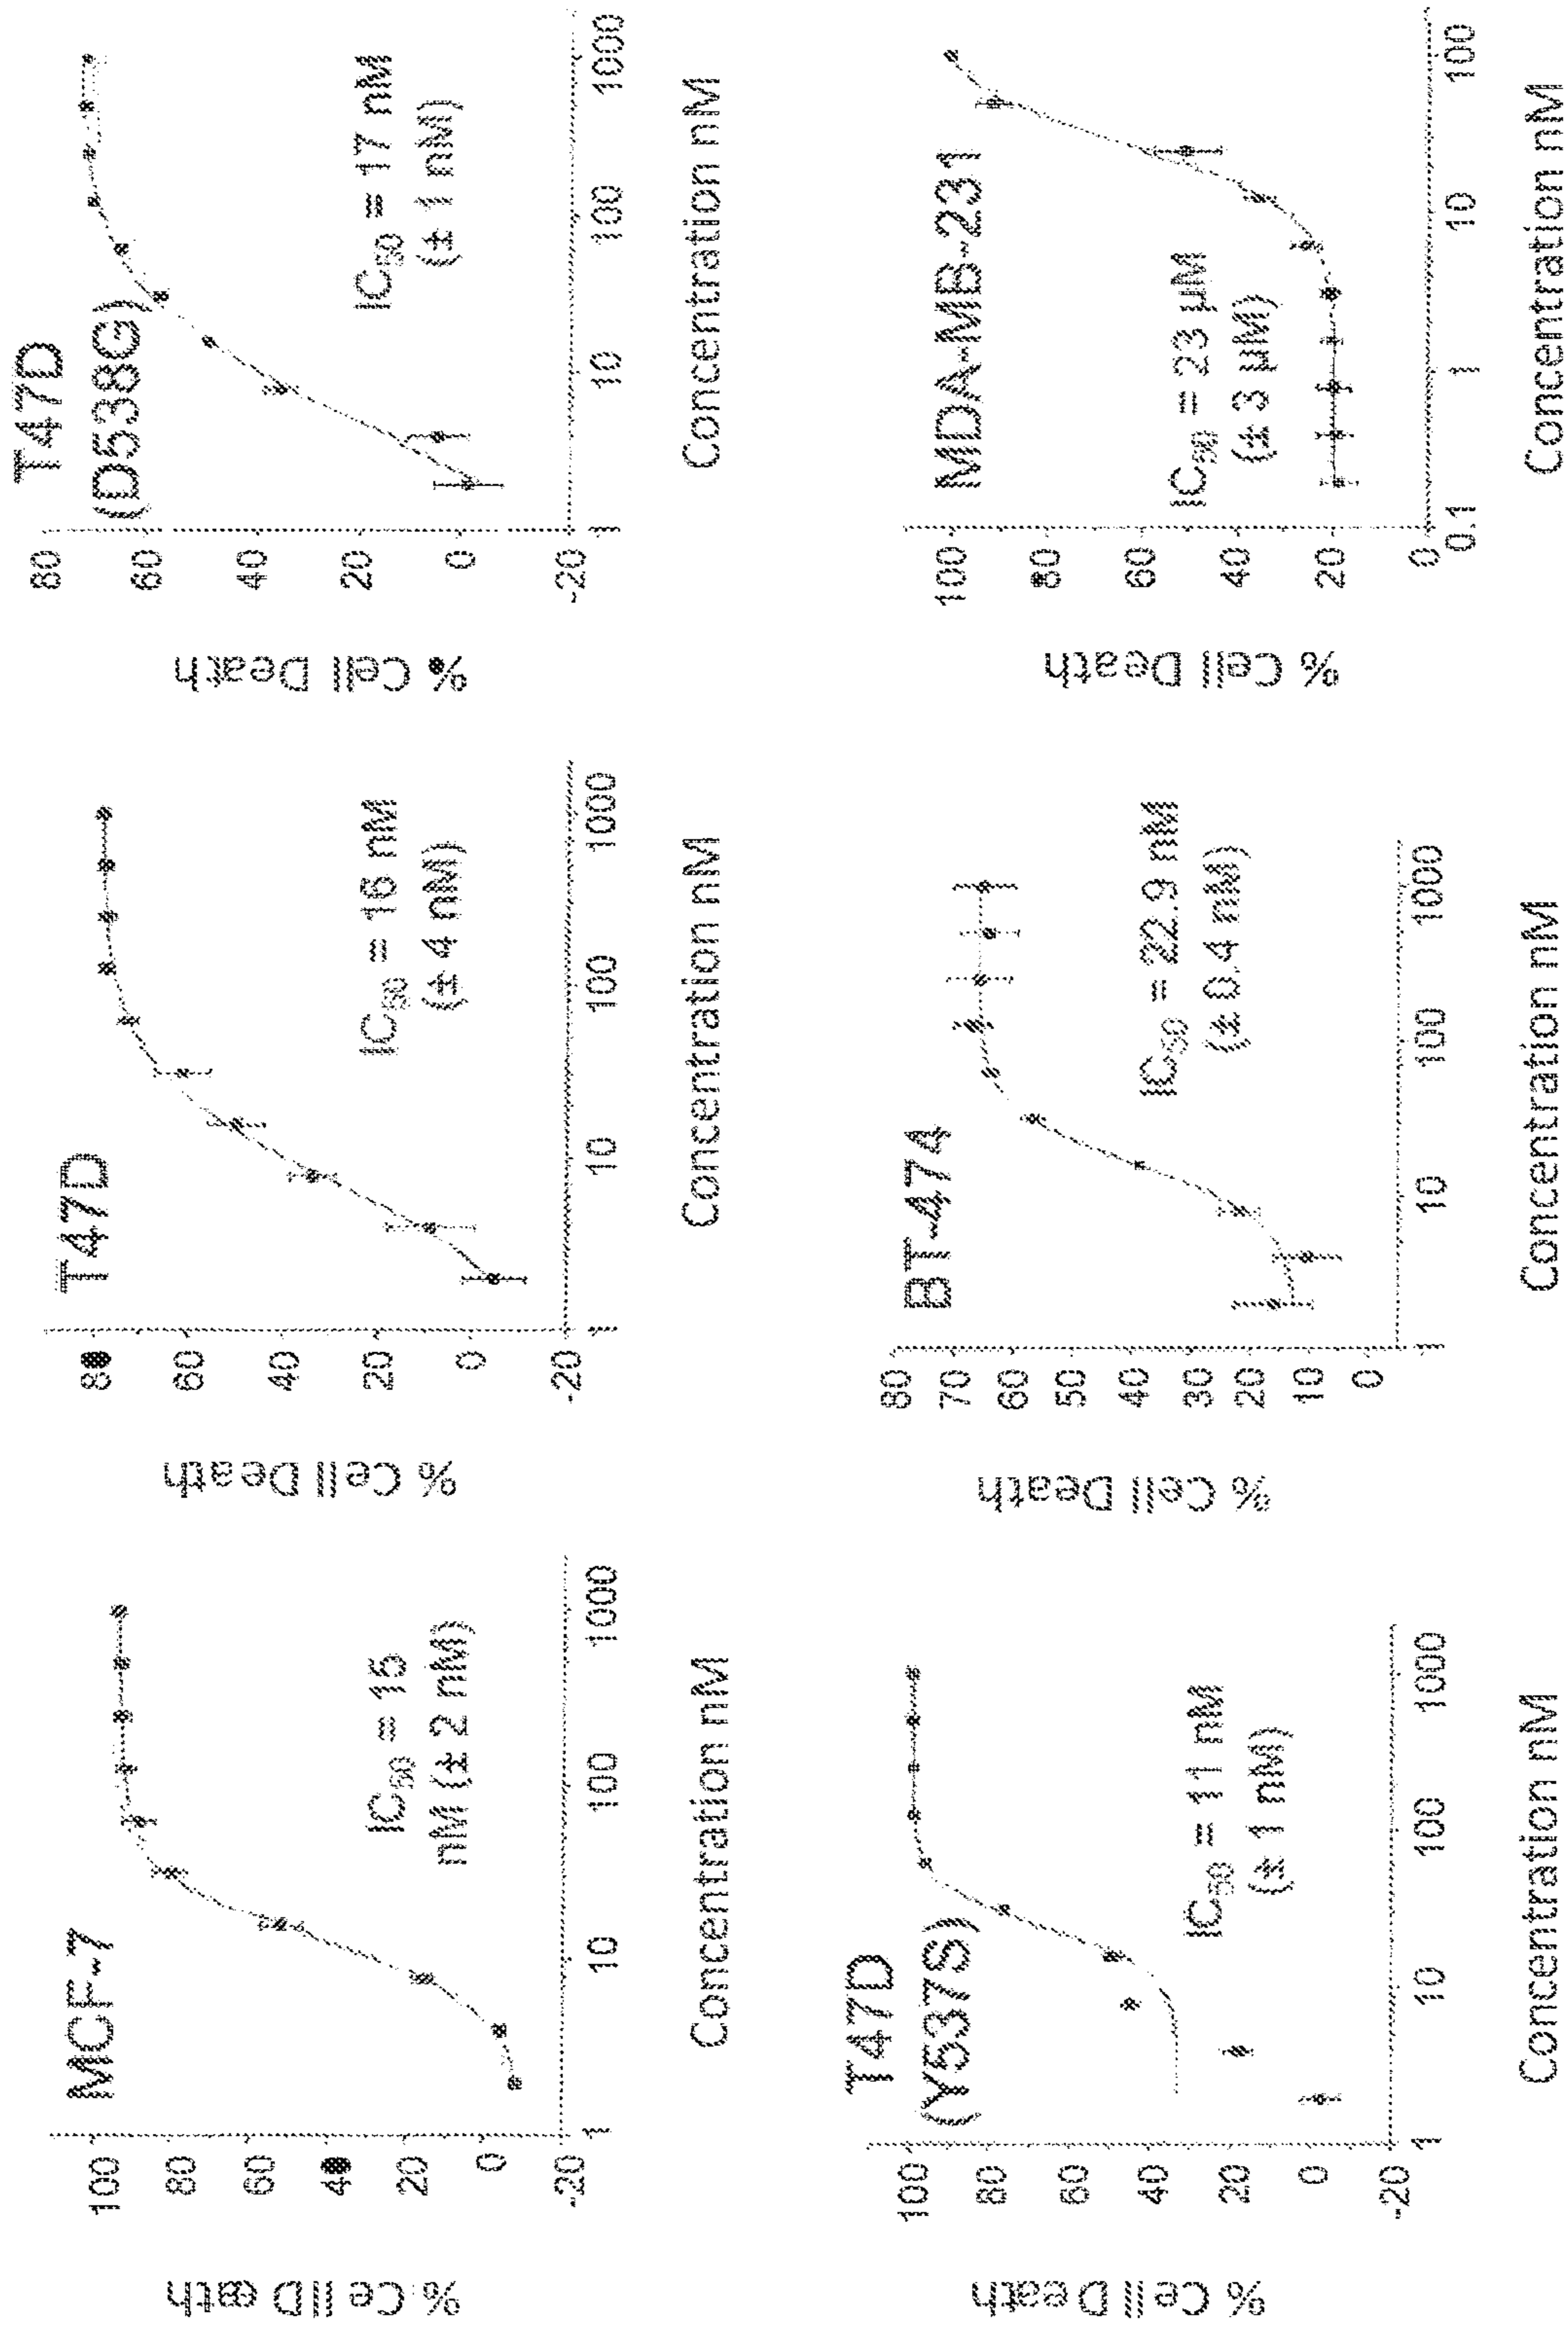 MCF-7
% Cell Death
100
80
60
40
20
0
-20
IC50 = 15
nM (± 2 nM)
1
10
100
1000
Concentration nM
T47D
% Cell Death
80
60
40
20
0
-20
IC50 = 16 nM
(± 4 nM)
1
10
100
1000
Concentration nM
T47D
(D538G)
% Cell Death
80
60
40
20
0
-20
IC50 = 17 nM
(± 1 nM)
1
10
100
1000
Concentration nM
T47D
(Y537S)
% Cell Death
100
80
60
40
20
0
-20
IC50 = 11 nM
(± 1 nM)
1
10
100
1000
Concentration nM
BT-474
% Cell Death
80
70
60
50
40
30
20
10
0
IC50 = 22.9 nM
(± 0.4 nM)
1
10
100
1000
Concentration nM
MDA-MB-231
% Cell Death
100
80
60
40
20
0
IC50 = 23 µM
(± 3 µM)
0.1
1
10
100
Concentration nM